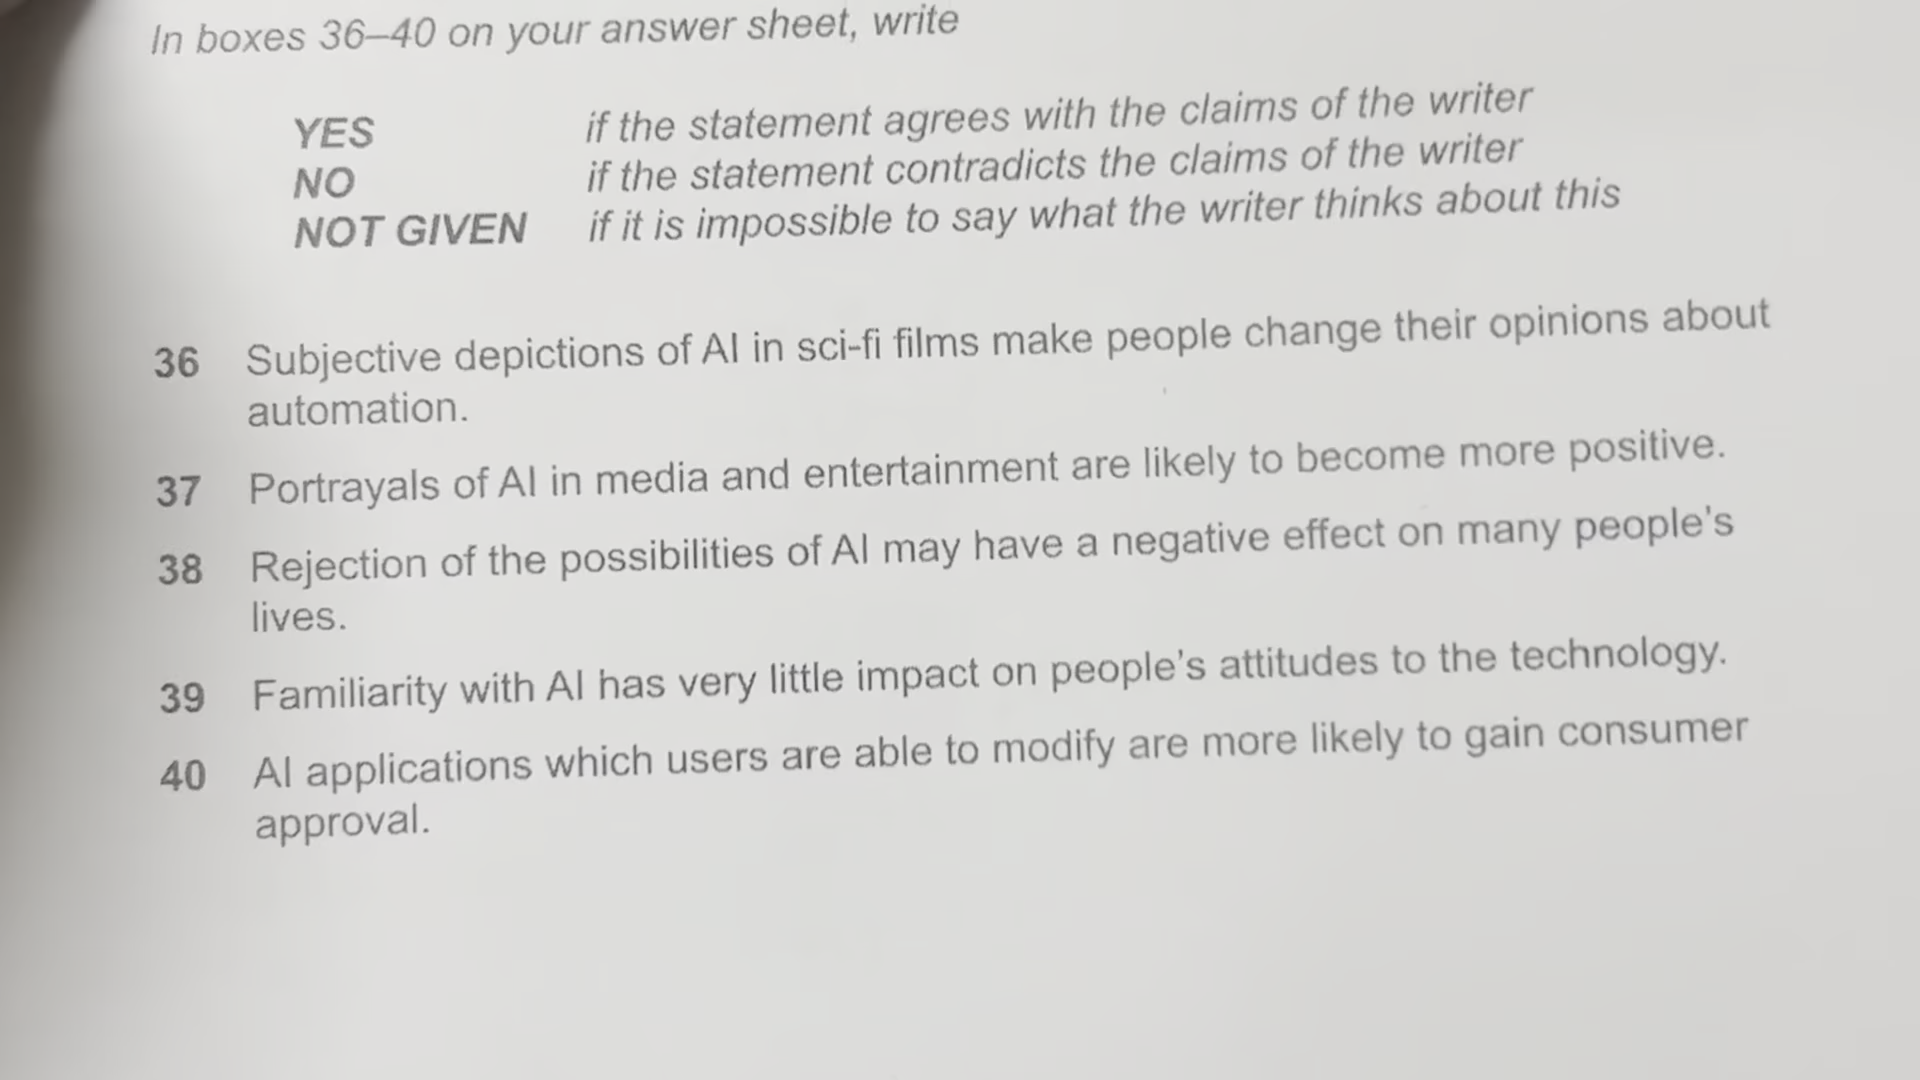 In boxes 36–40 on your answer sheet, write
YES if the statement agrees with the claims of the writer
NO if the statement contradicts the claims of the writer
NOT GIVEN if it is impossible to say what the writer thinks about this
36 Subjective depictions of AI in sci-fi films make people change their opinions about
automation.
37 Portrayals of AI in media and entertainment are likely to become more positive.
38 Rejection of the possibilities of AI may have a negative effect on many people's
lives.
39 Familiarity with AI has very little impact on people's attitudes to the technology.
40 AI applications which users are able to modify are more likely to gain consumer
approval.